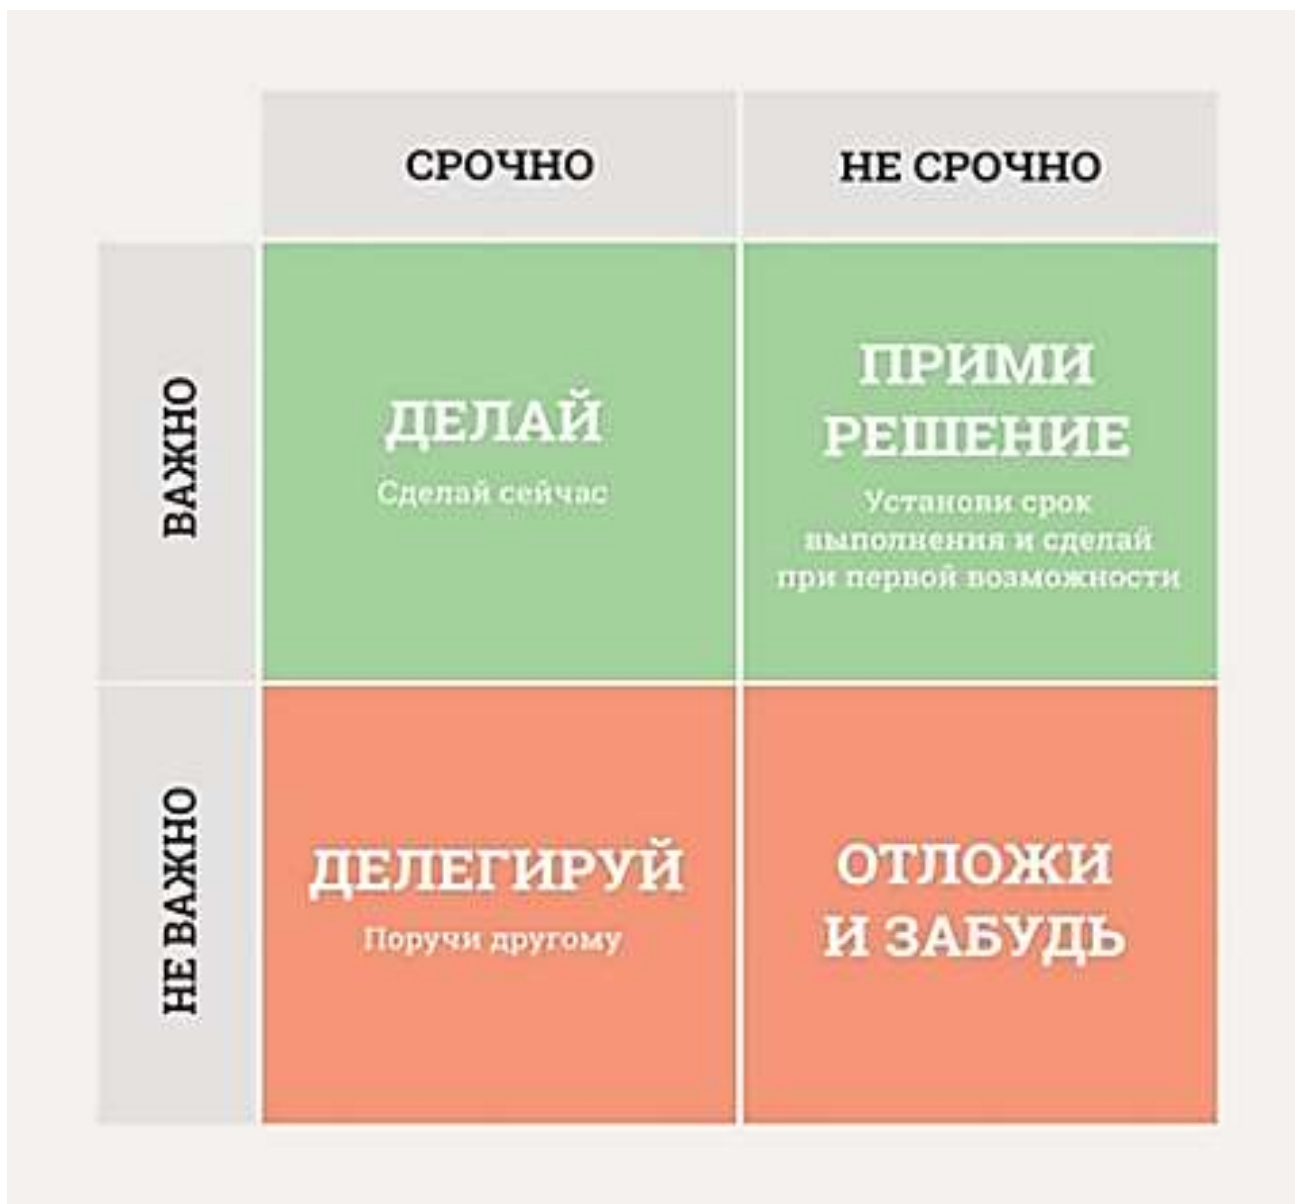 СРОЧНО
НЕ СРОЧНО
ВАЖНО
ДЕЛАЙ
Сделай сейчас
ПРИМИ
РЕШЕНИЕ
Установи срок
выполнения и сделай
при первой возможности
НЕ ВАЖНО
ДЕЛЕГИРУЙ
Поручи другому
ОТЛОЖИ
И ЗАБУДЬ